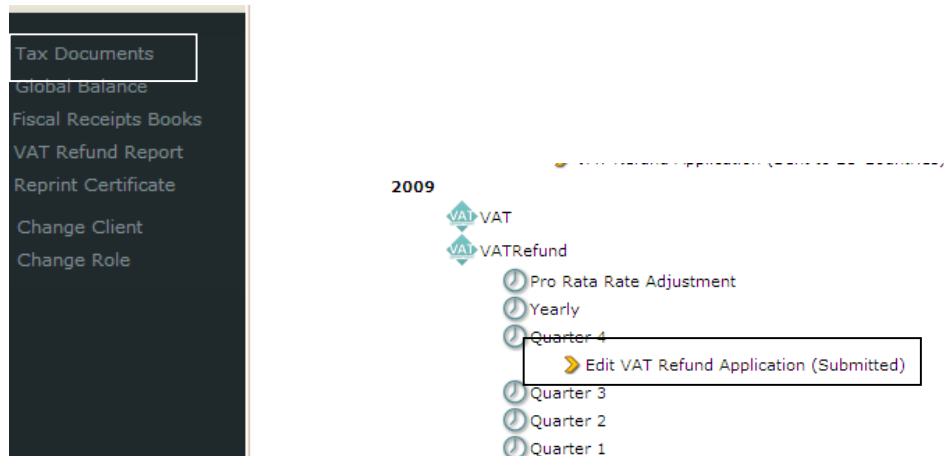 Tax Documents
Global Balance
Fiscal Receipts Books
VAT Refund Report
Reprint Certificate
Change Client
Change Role
2009
VAT VAT
VAT VATRefund
Pro Rata Rate Adjustment
Yearly
Quarter 4
Edit VAT Refund Application (Submitted)
Quarter 3
Quarter 2
Quarter 1